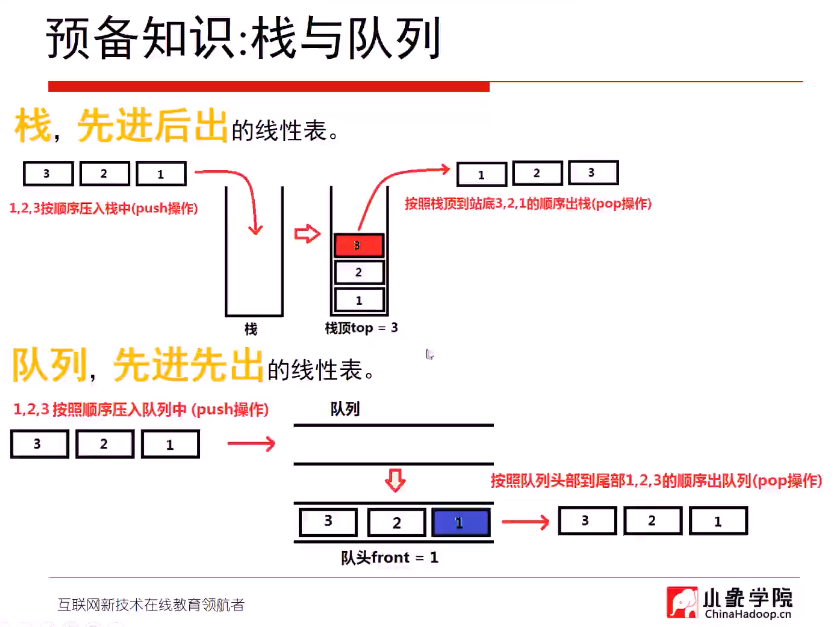 预备知识:栈与队列
栈，先进后出的线性表。
3 2 1
1 2 3
1,2,3按顺序压入栈中(push操作)
按照栈顶到站底3,2,1的顺序出栈(pop操作)
3
2
1
栈
栈顶top = 3
队列，先进先出的线性表。
1,2,3 按照顺序压入队列中 (push操作)
队列
3 2 1
按照队列头部到尾部1,2,3的顺序出队列(pop操作)
3 2 1
3 2 1
队头front = 1
互联网新技术在线教育领航者
小象学院
ChinaHadoop.cn